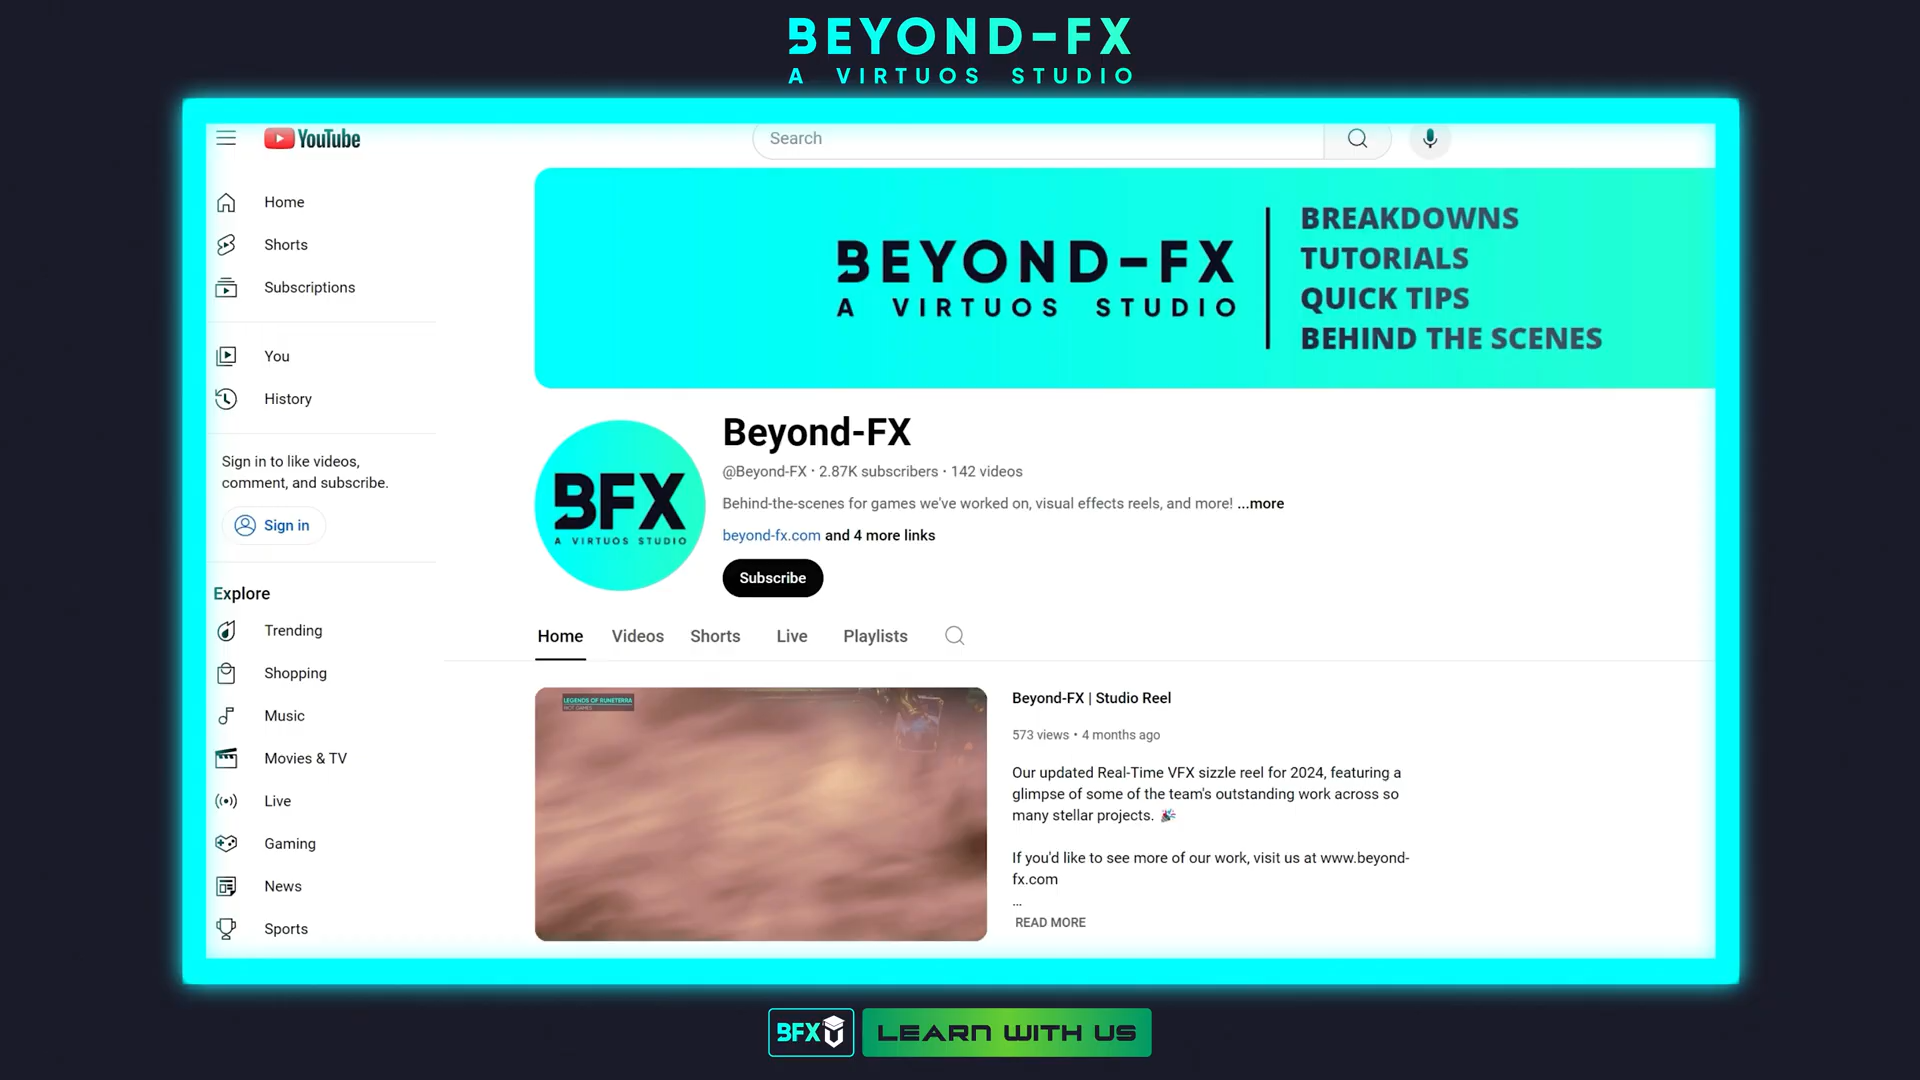 BEYOND-FX
A VIRTUOS STUDIO
YouTube
Search
Home
Shorts
Subscriptions
You
History
Sign in to like videos,
comment, and subscribe.
Sign in
Explore
Trending
Shopping
Music
Movies & TV
Live
Gaming
News
Sports
BEYOND-FX
A VIRTUOS STUDIO
BREAKDOWNS
TUTORIALS
QUICK TIPS
BEHIND THE SCENES
BFX
A VIRTUOS STUDIO
Beyond-FX
@Beyond-FX • 2.87K subscribers • 142 videos
Behind-the-scenes for games we've worked on, visual effects reels, and more! ...more
beyond-fx.com and 4 more links
Subscribe
Home Videos Shorts Live Playlists
LEGENDS OF RUNETERRA
RIOT GAMES
Beyond-FX | Studio Reel
573 views • 4 months ago
Our updated Real-Time VFX sizzle reel for 2024, featuring a
glimpse of some of the team's outstanding work across so
many stellar projects. 🎉
If you'd like to see more of our work, visit us at www.beyond-
fx.com
...
READ MORE
BFX U
LEARN WITH US